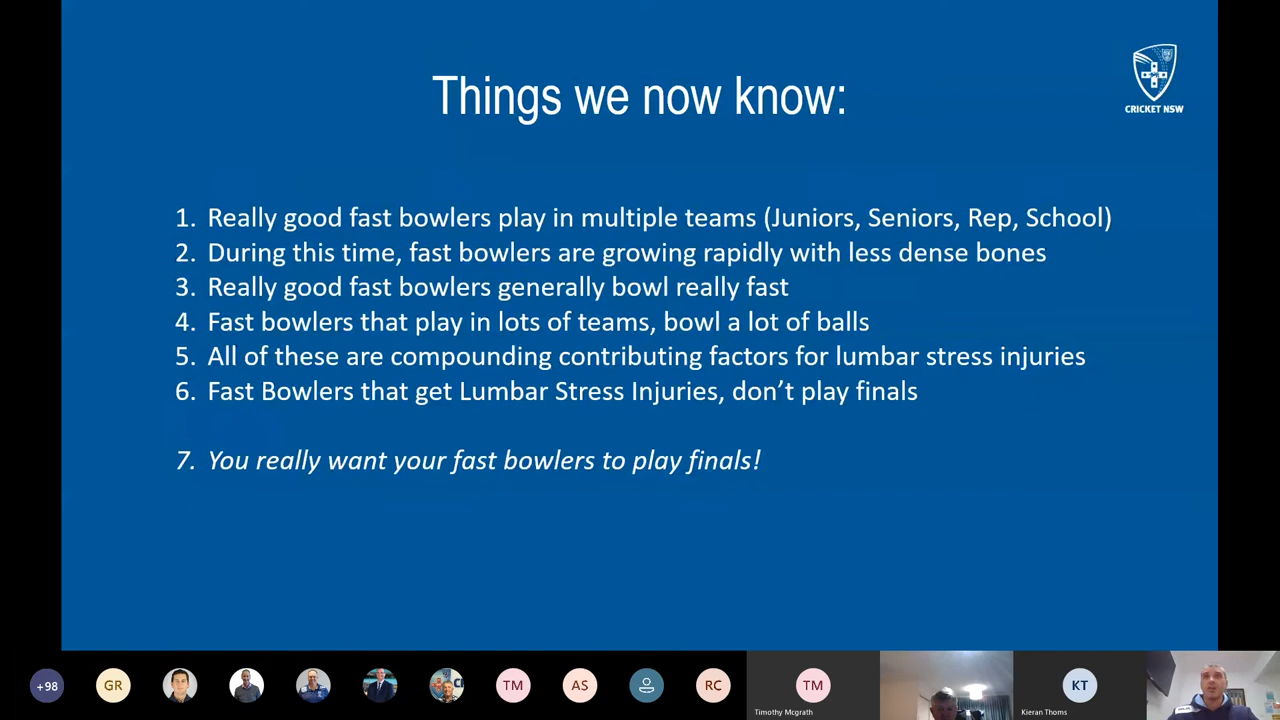 Things we now know:
CRICKET NSW
1. Really good fast bowlers play in multiple teams (Juniors, Seniors, Rep, School)
2. During this time, fast bowlers are growing rapidly with less dense bones
3. Really good fast bowlers generally bowl really fast
4. Fast bowlers that play in lots of teams, bowl a lot of balls
5. All of these are compounding contributing factors for lumbar stress injuries
6. Fast Bowlers that get Lumbar Stress Injuries, don’t play finals
7. You really want your fast bowlers to play finals!
+98
GR
TM
AS
RC
TM
Timothy Mcgrath
KT
Kieran Thoms